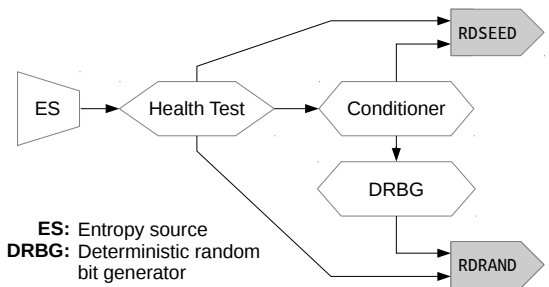 RDSEED
ES
Health Test
Conditioner
DRBG
ES: Entropy source
DRBG: Deterministic random
bit generator
RDRAND